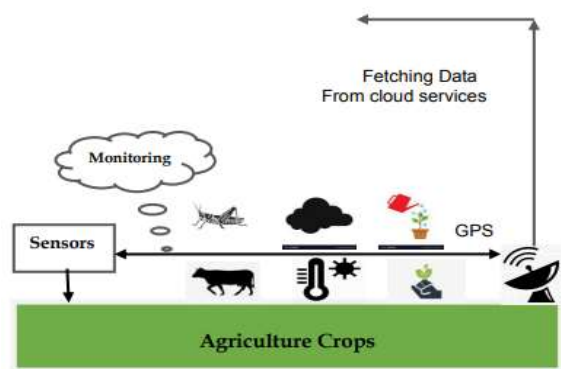 Fetching Data
From cloud services
Monitoring
GPS
Sensors
Agriculture Crops